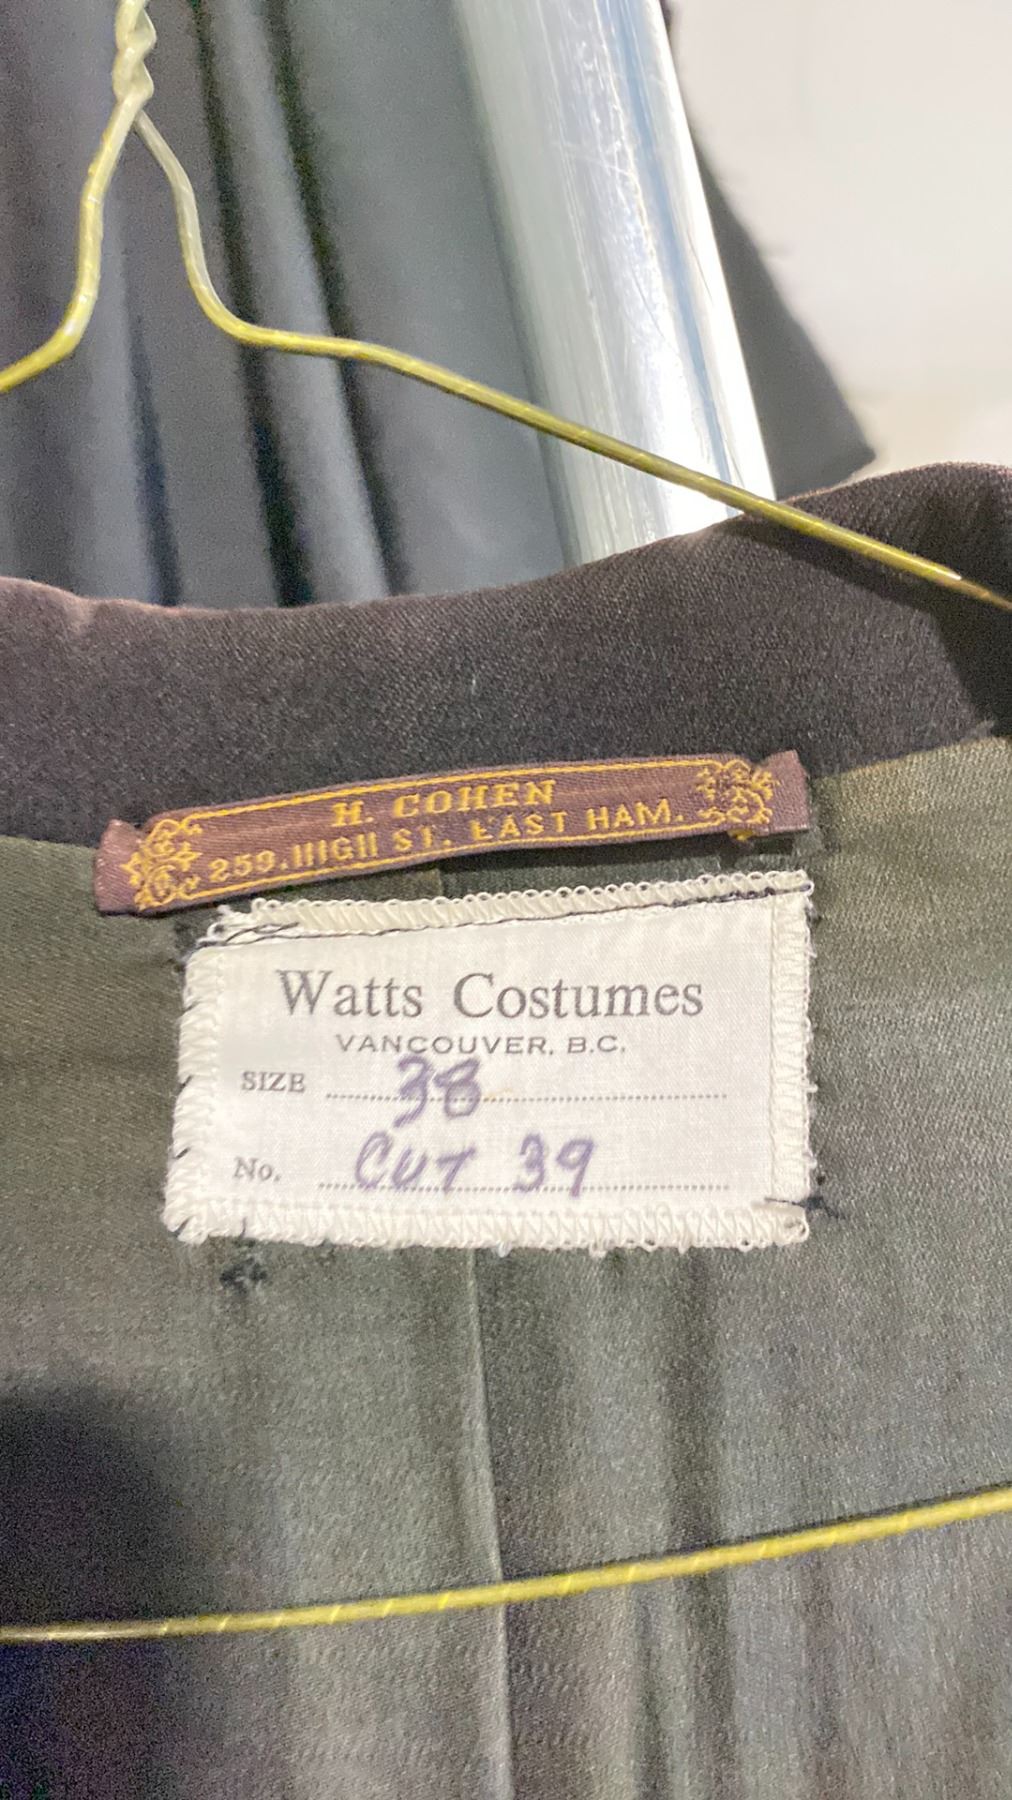 H. COHEN
259. HIGH ST. EAST HAM.
Watts Costumes
VANCOUVER, B.C.
SIZE 38
No. CUT 39